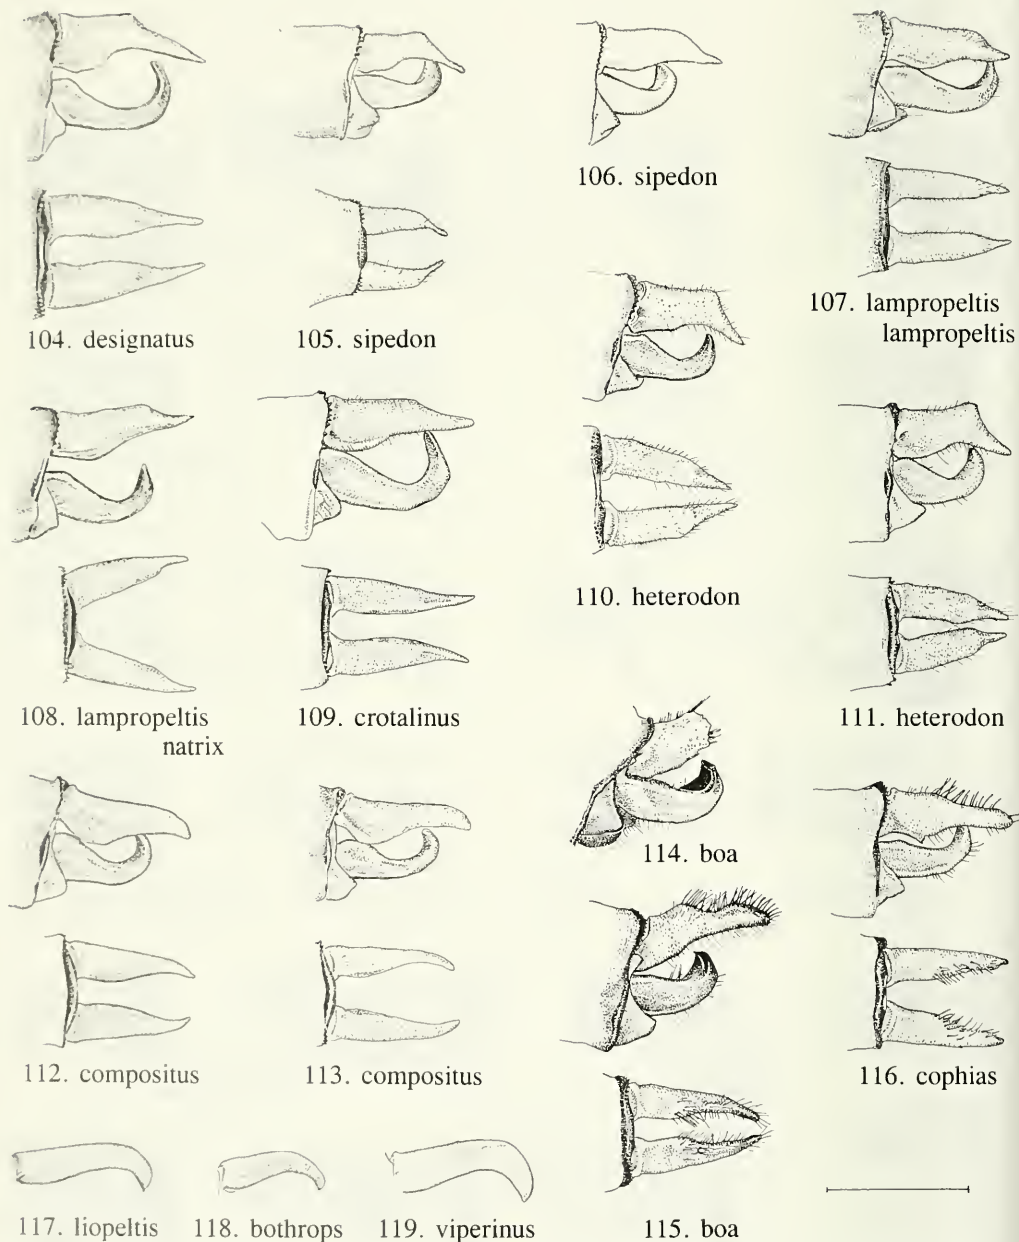 106. sipedon
104. designatus
105. sipedon
107. lampropeltis
lampropeltis
110. heterodon
108. lampropeltis
natrix
109. crotalinus
111. heterodon
114. boa
112. compositus
113. compositus
116. cophias
117. liopeltis
118. bothrops
119. viperinus
115. boa